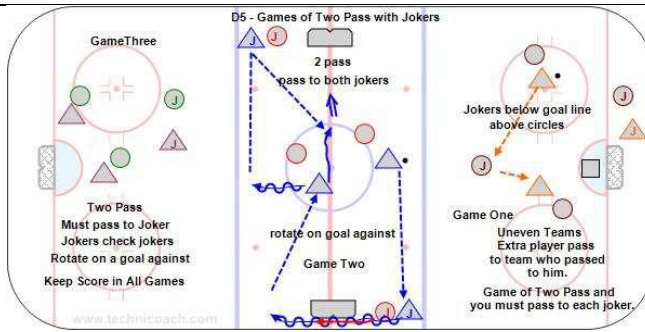 D5 - Games of Two Pass with Jokers
GameThree
J
J
Two Pass
Must pass to Joker
Jokers check jokers
Rotate on a goal against
Keep Score in All Games
www.technicoach.com
J
J
2 pass
pass to both jokers
rotate on goal against
Game Two
J
J
Jokers below goal line
above circles
J
J
J
Game One
Uneven Teams
Extra player pass
to team who passed
to him.
Game of Two Pass and
you must pass to each joker.